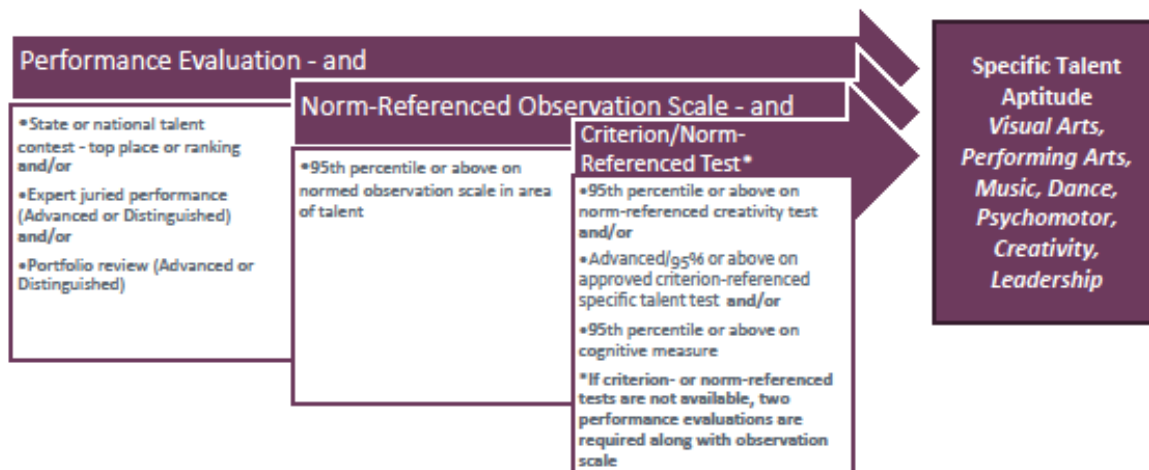 Performance Evaluation - and
•State or national talent
contest - top place or ranking
and/or
•Expert juried performance
(Advanced or Distinguished)
and/or
•Portfolio review (Advanced or
Distinguished)
Norm-Referenced Observation Scale - and
•95th percentile or above on
normed observation scale in area
of talent
Criterion/Norm-
Referenced Test*
•95th percentile or above on
norm-referenced creativity test
and/or
•Advanced/95% or above on
approved criterion-referenced
specific talent test and/or
•95th percentile or above on
cognitive measure
*If criterion- or norm-referenced
tests are not available, two
performance evaluations are
required along with observation
scale
Specific Talent
Aptitude
Visual Arts,
Performing Arts,
Music, Dance,
Psychomotor,
Creativity,
Leadership